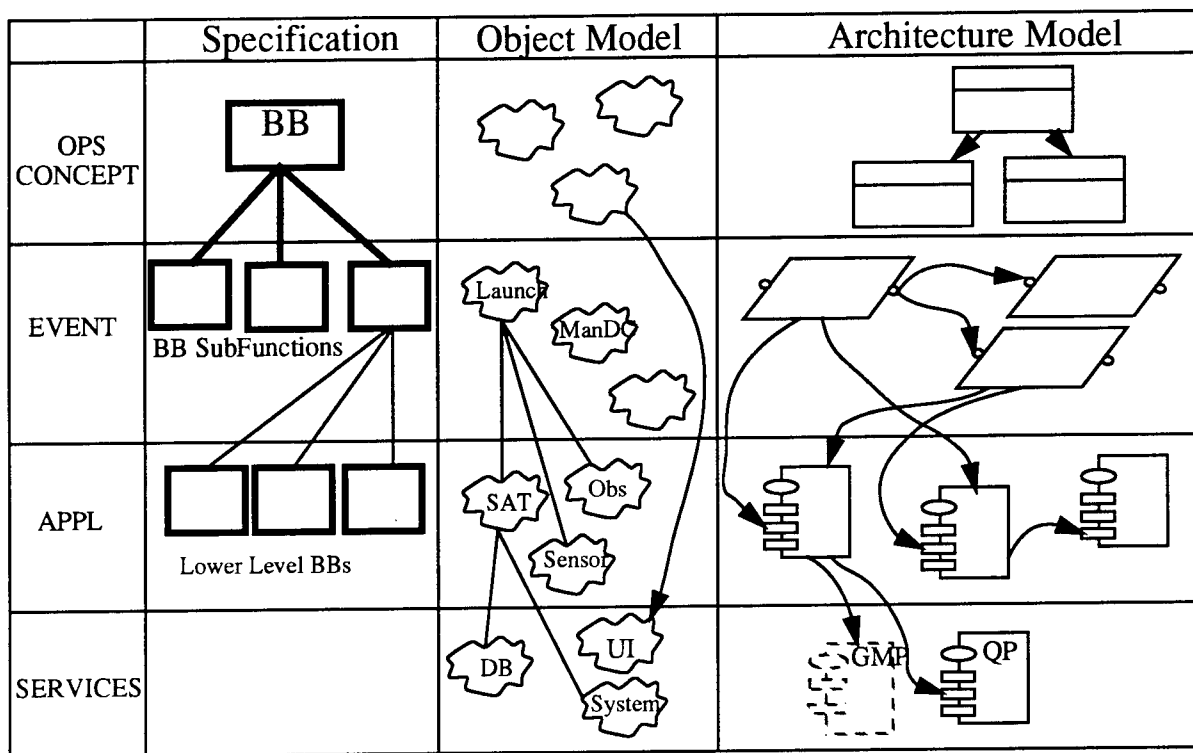 Specification
Object Model
Architecture Model
OPS
CONCEPT
BB
EVENT
BB SubFunctions
Launch
ManDC
APPL
Lower Level BBs
SAT
Obs
Sensor
SERVICES
DB
UI
System
GMP
QP